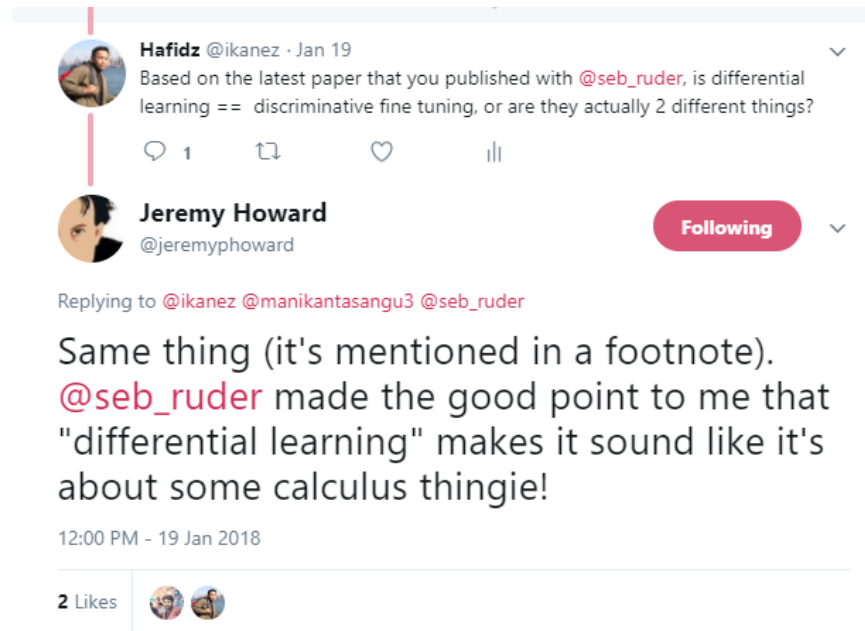 Hafidz @ikanez · Jan 19
Based on the latest paper that you published with @seb_ruder, is differential
learning == discriminative fine tuning, or are they actually 2 different things?
1
Jeremy Howard
@jeremyphoward
Following
Replying to @ikanez @manikantasangu3 @seb_ruder
Same thing (it's mentioned in a footnote).
@seb_ruder made the good point to me that
"differential learning" makes it sound like it's
about some calculus thingie!
12:00 PM - 19 Jan 2018
2 Likes